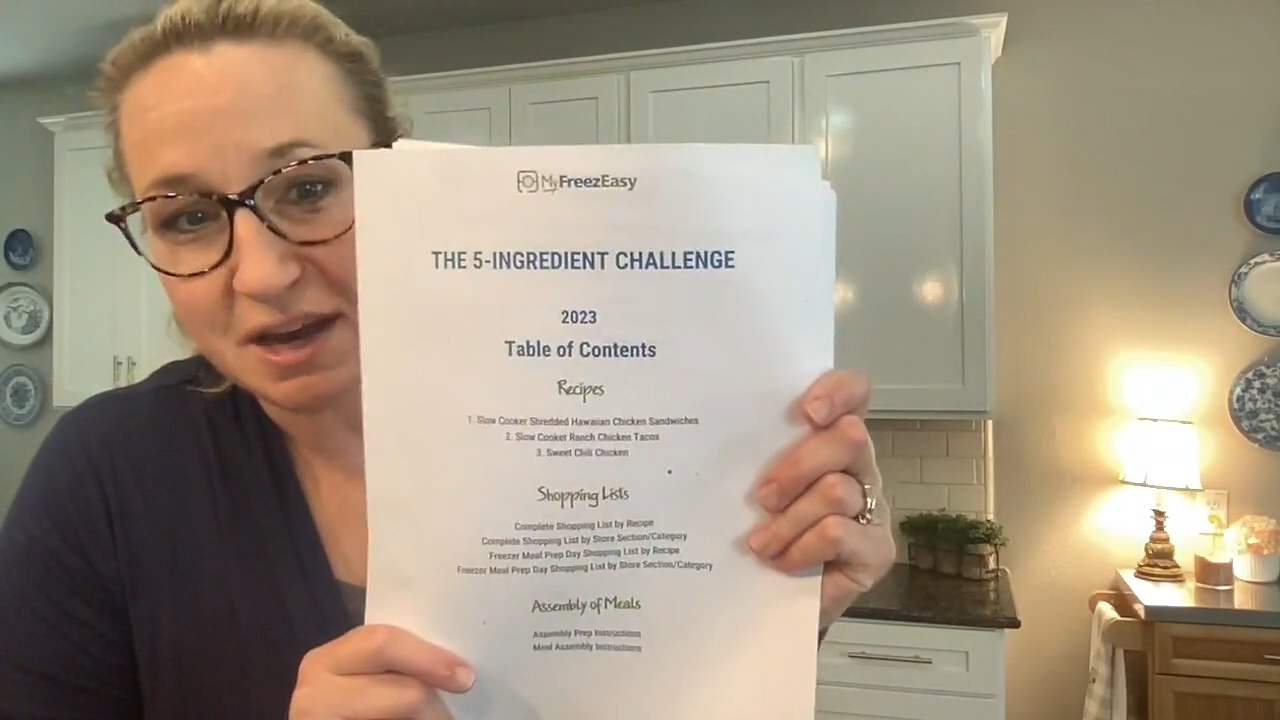 MyFreezEasy
THE 5-INGREDIENT CHALLENGE
2023
Table of Contents
Recipes
1. Slow Cooker Shredded Hawaiian Chicken Sandwiches
2. Slow Cooker Ranch Chicken Tacos
3. Sweet Chili Chicken
Shopping Lists
Complete Shopping List by Recipe
Complete Shopping List by Store Section/Category
Freezer Meal Prep Day Shopping List by Recipe
Freezer Meal Prep Day Shopping List by Store Section/Category
Assembly of Meals
Assembly Prep Instructions
Meal Assembly Instructions